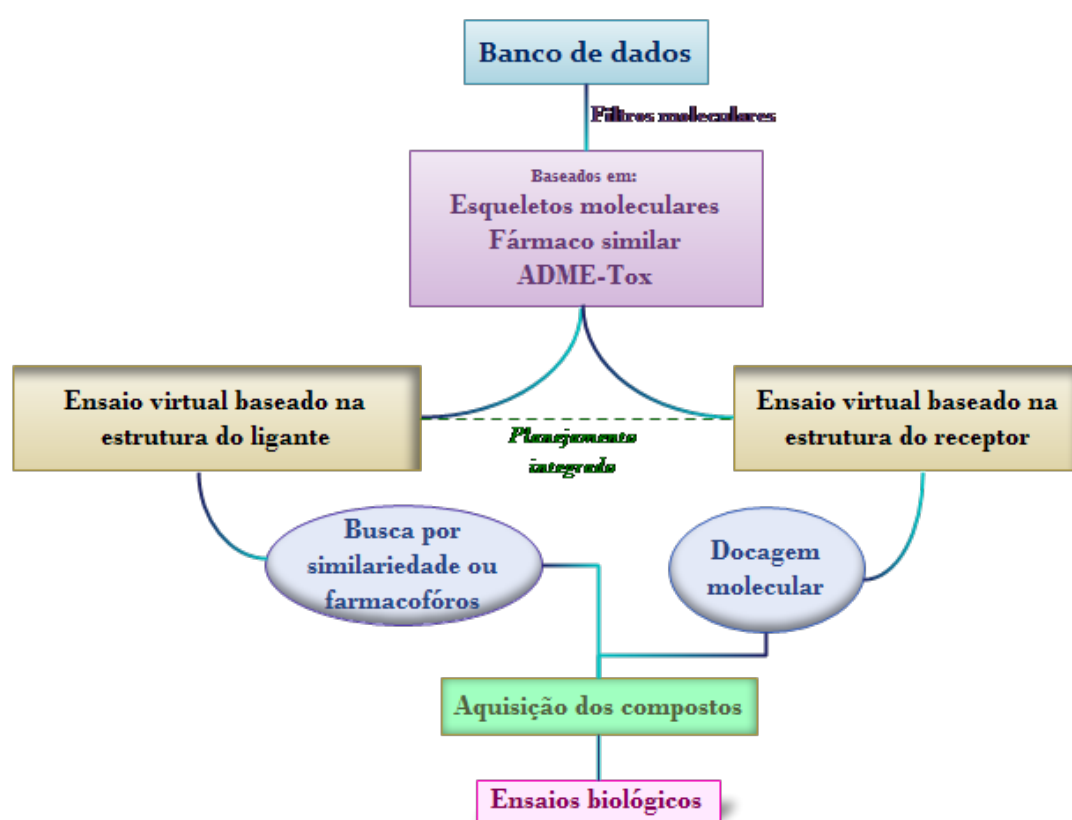 Banco de dados
Filtros moleculares
Baseados em:
Esqueletos moleculares
Fármaco similar
ADME-Tox
Ensaio virtual baseado na
estrutura do ligante
Planejamento
integrado
Ensaio virtual baseado na
estrutura do receptor
Busca por
similariedade ou
farmacofóros
Docagem
molecular
Aquisição dos compostos
Ensaios biológicos